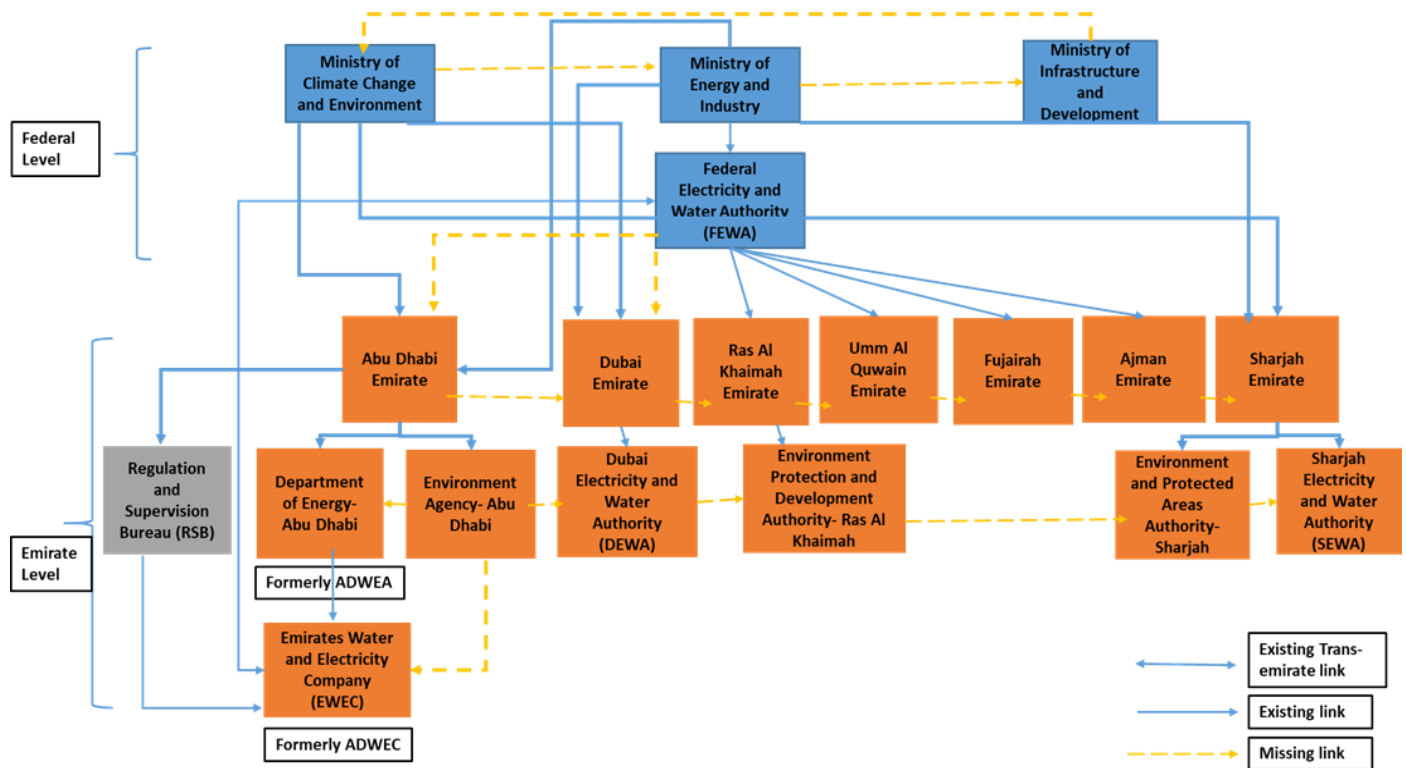 Ministry of
Climate Change
and Environment
Ministry of
Energy and
Industry
Ministry of
Infrastructure
and
Development
Federal
Level
Federal
Electricity and
Water Authority
(FEWA)
Abu Dhabi
Emirate
Dubai
Emirate
Ras Al
Khaimah
Emirate
Umm Al
Quwain
Emirate
Fujairah
Emirate
Ajman
Emirate
Sharjah
Emirate
Emirate
Level
Regulation
and
Supervision
Bureau (RSB)
Department
of Energy-
Abu Dhabi
Environment
Agency- Abu
Dhabi
Dubai
Electricity and
Water
Authority
(DEWA)
Environment
Protection and
Development
Authority- Ras Al
Khaimah
Environment
and Protected
Areas
Authority-
Sharjah
Sharjah
Electricity
and Water
Authority
(SEWA)
Formerly ADWEA
Emirates Water
and Electricity
Company
(EWEC)
Formerly ADWEC
Existing Trans-
emirate link
Existing link
Missing link